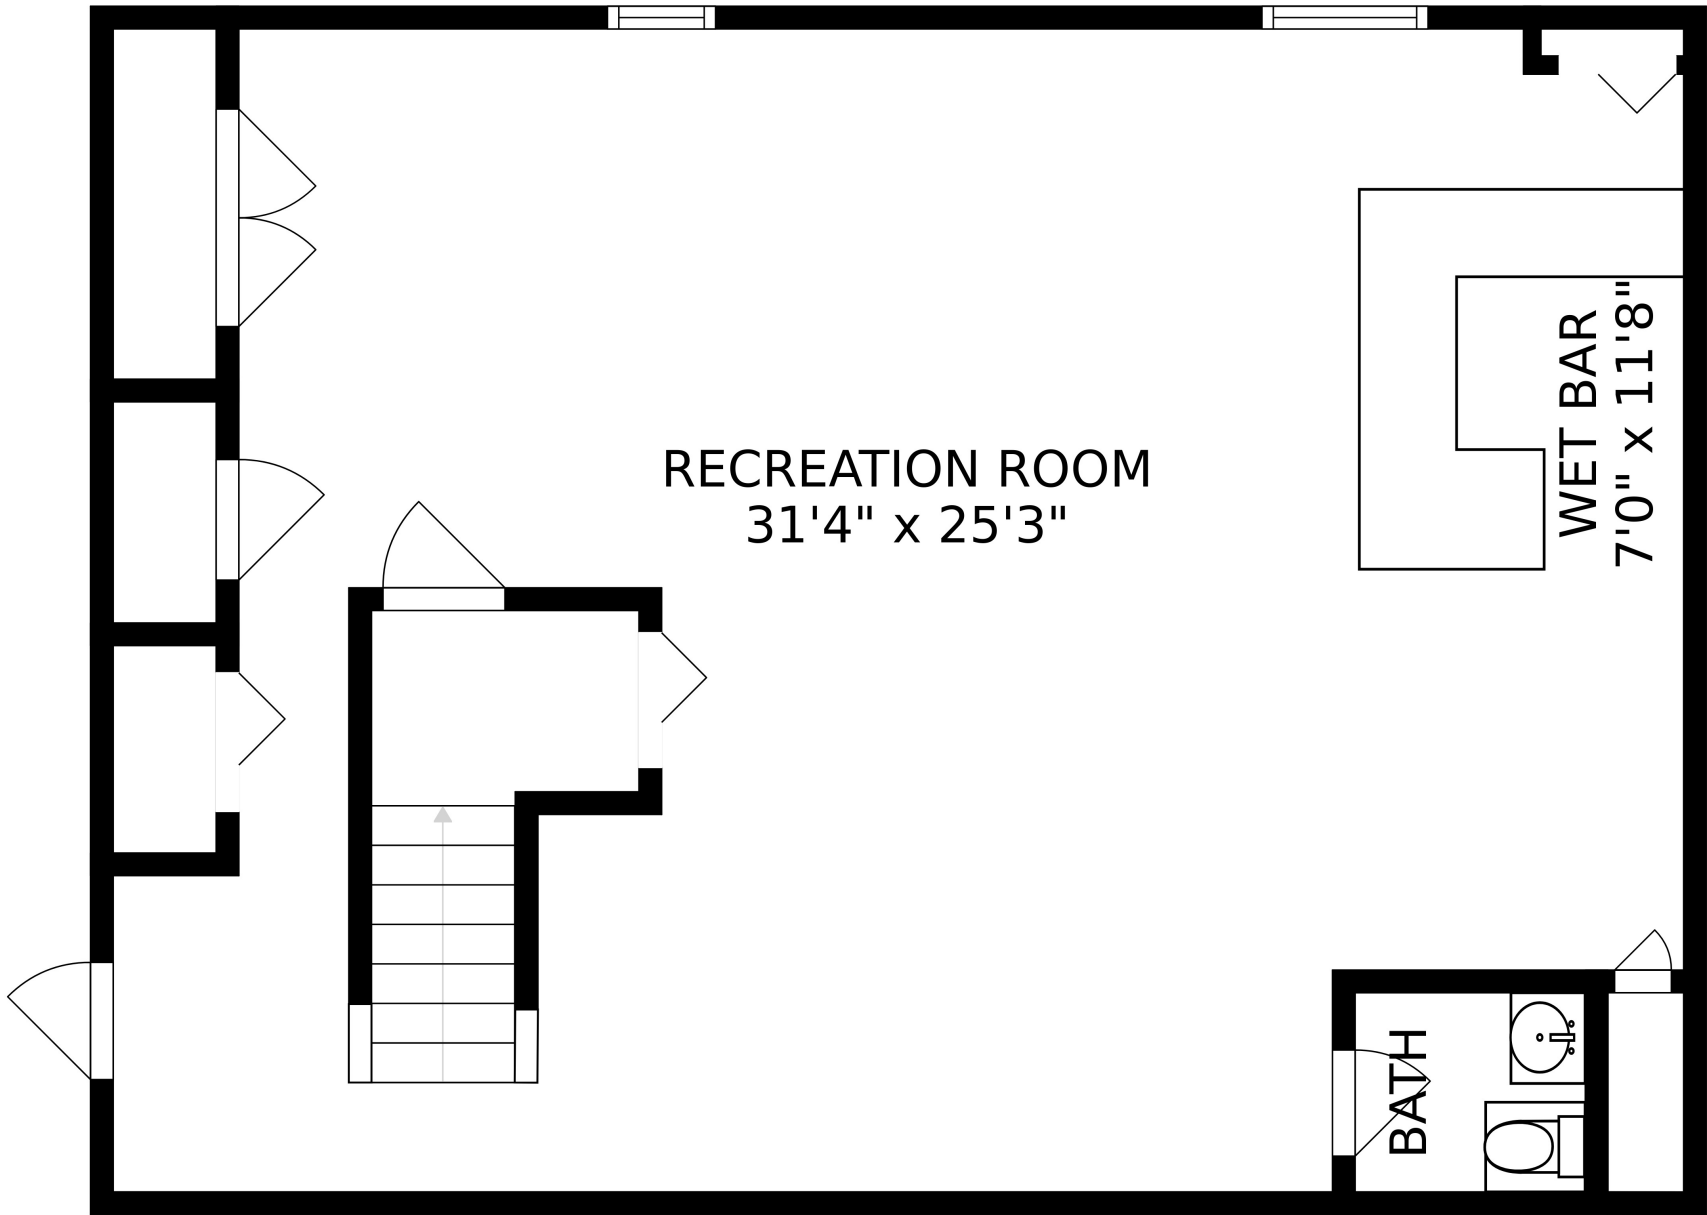 RECREATION ROOM
31'4" x 25'3"
WET BAR
7'0" x 11'8"
BATH